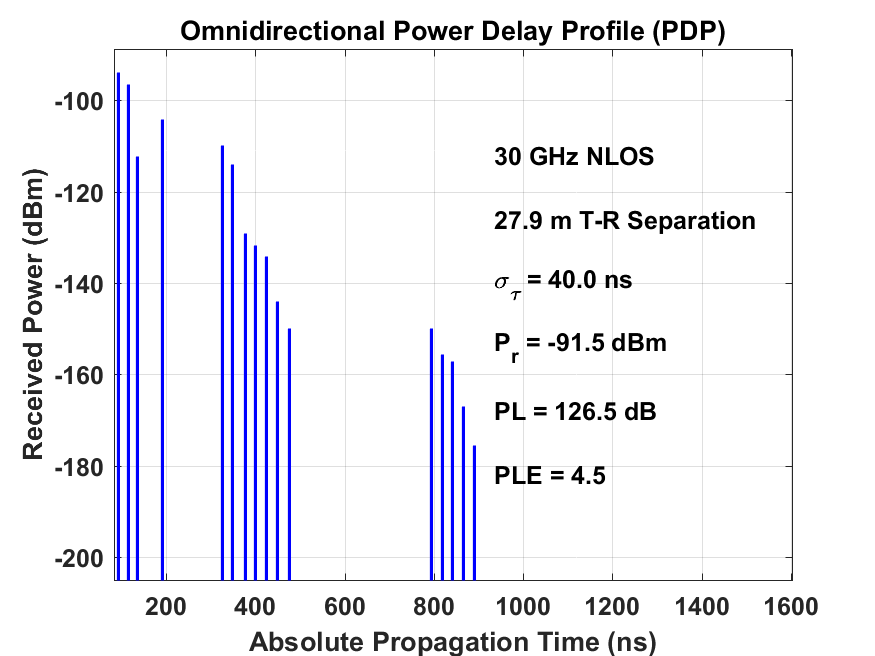 Omnidirectional Power Delay Profile (PDP)
Received Power (dBm)
-100
-120
-140
-160
-180
-200
30 GHz NLOS
27.9 m T-R Separation
σ_τ = 40.0 ns
P_r = -91.5 dBm
PL = 126.5 dB
PLE = 4.5
200 400 600 800 1000 1200 1400 1600
Absolute Propagation Time (ns)